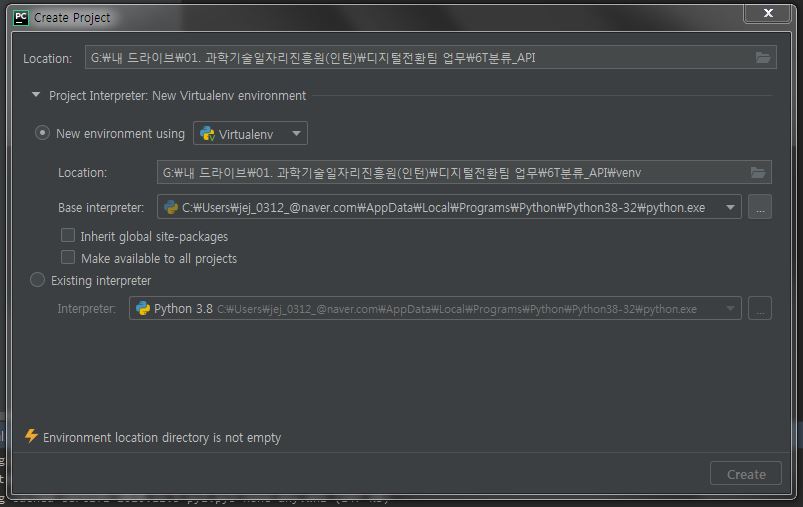 PC Create Project
Location: G:₩내 드라이브₩01. 과학기술일자리진흥원(인턴)₩디지털전환팀 업무₩6T분류_API
Project Interpreter: New Virtualenv environment
New environment using Virtualenv
Location: G:₩내 드라이브₩01. 과학기술일자리진흥원(인턴)₩디지털전환팀 업무₩6T분류_API₩venv
Base interpreter: C:₩Users₩jej_0312_@naver.com₩AppData₩Local₩Programs₩Python₩Python38-32₩python.exe ...
Inherit global site-packages
Make available to all projects
Existing interpreter
Interpreter: Python 3.8 C:₩Users₩jej_0312_@naver.com₩AppData₩Local₩Programs₩Python₩Python38-32₩python.exe ...
Environment location directory is not empty
Create